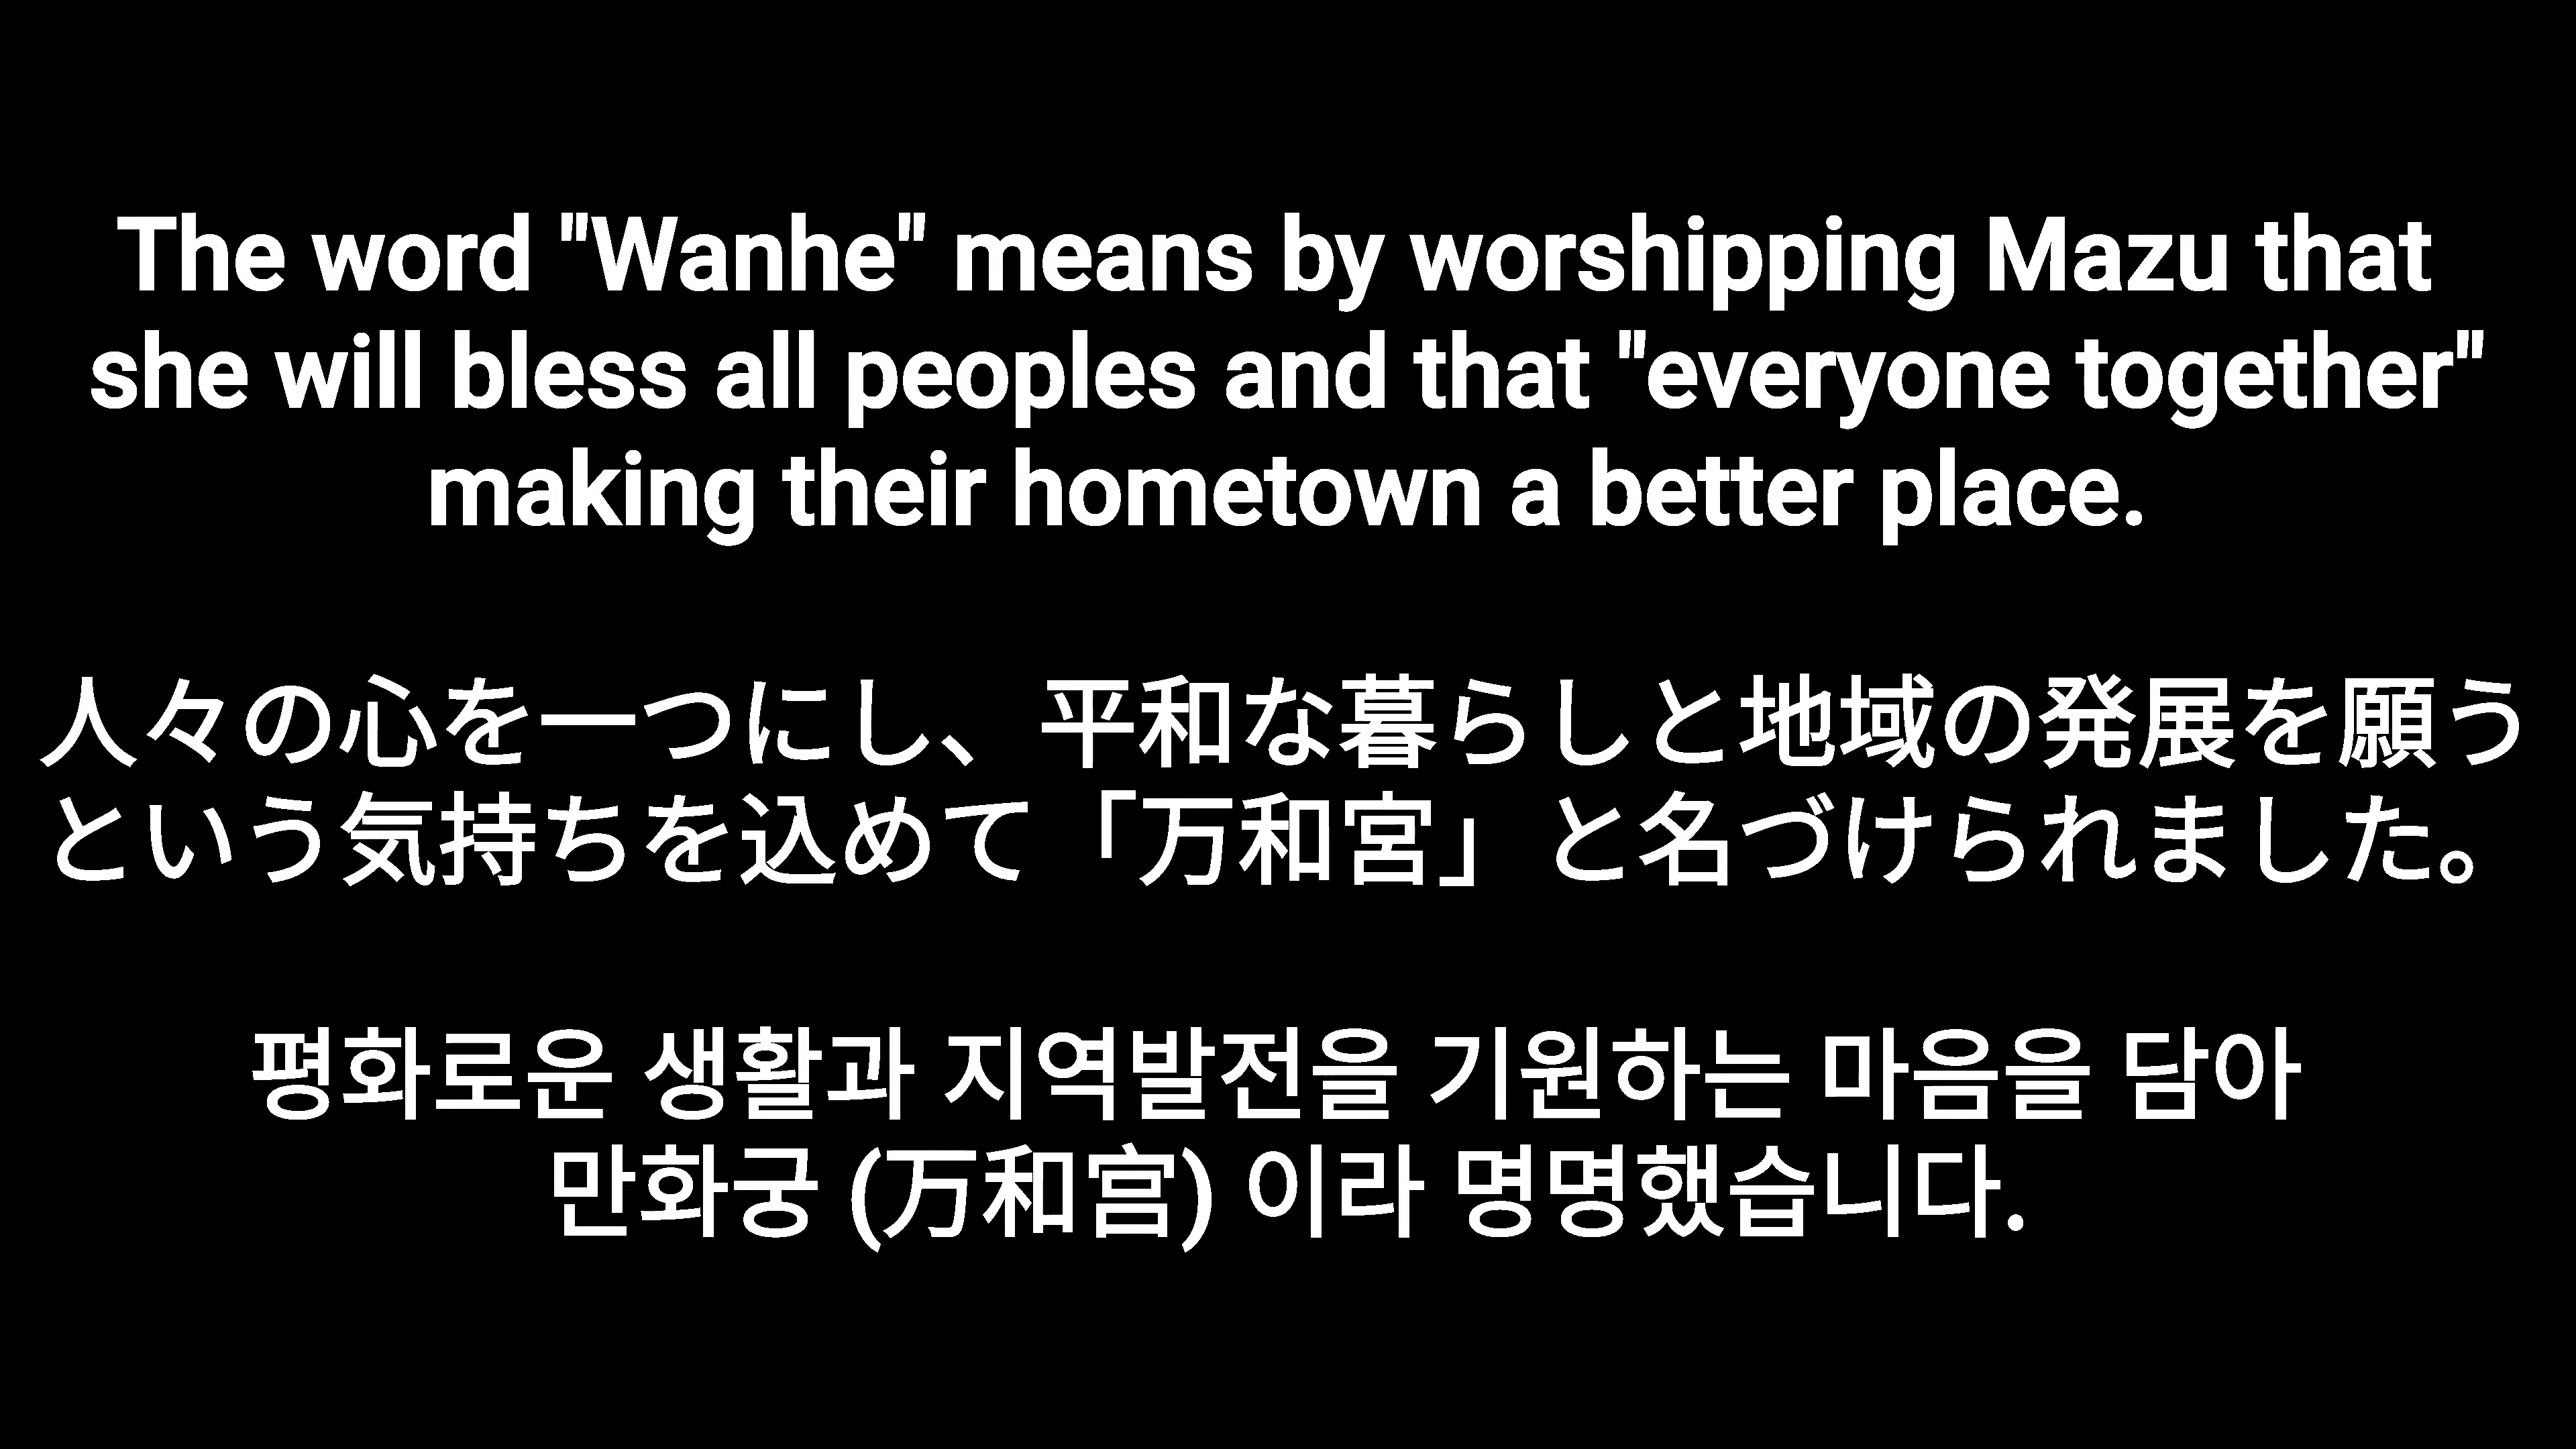 The word "Wanhe" means by worshipping Mazu that
she will bless all peoples and that "everyone together"
making their hometown a better place.
人々の心を一つにし、平和な暮らしと地域の発展を願う
という気持ちを込めて「万和宮」と名づけられました。
평화로운 생활과 지역발전을 기원하는 마음을 담아
만화궁 (万和宫) 이라 명명했습니다.